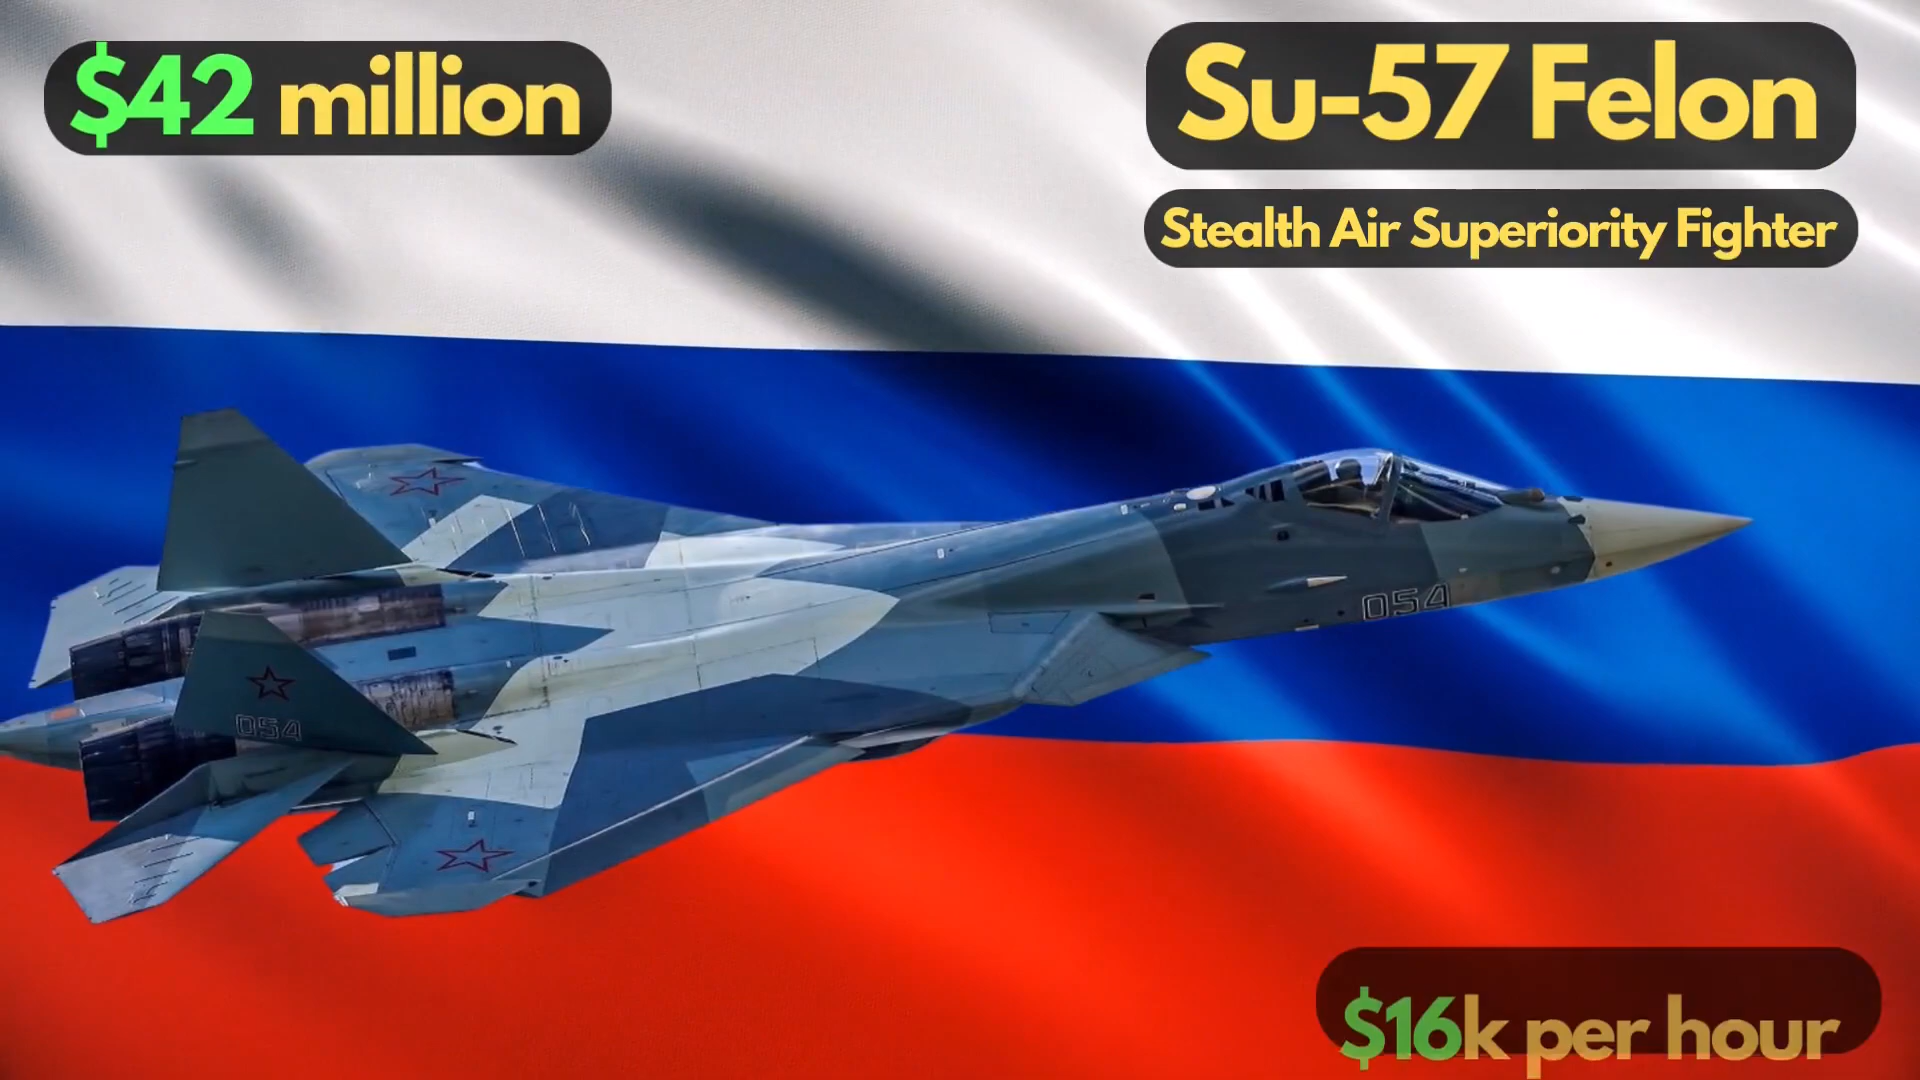 $42 million
Su-57 Felon
Stealth Air Superiority Fighter
054
054
$16k per hour